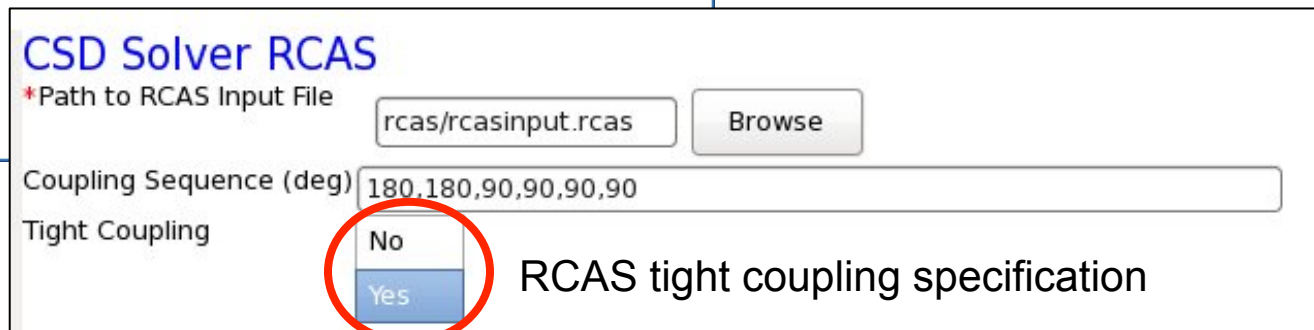 CSD Solver RCAS
*Path to RCAS Input File
rcas/rcasinput.rcas
Browse
Coupling Sequence (deg)
180,180,90,90,90,90
Tight Coupling
No
Yes
RCAS tight coupling specification